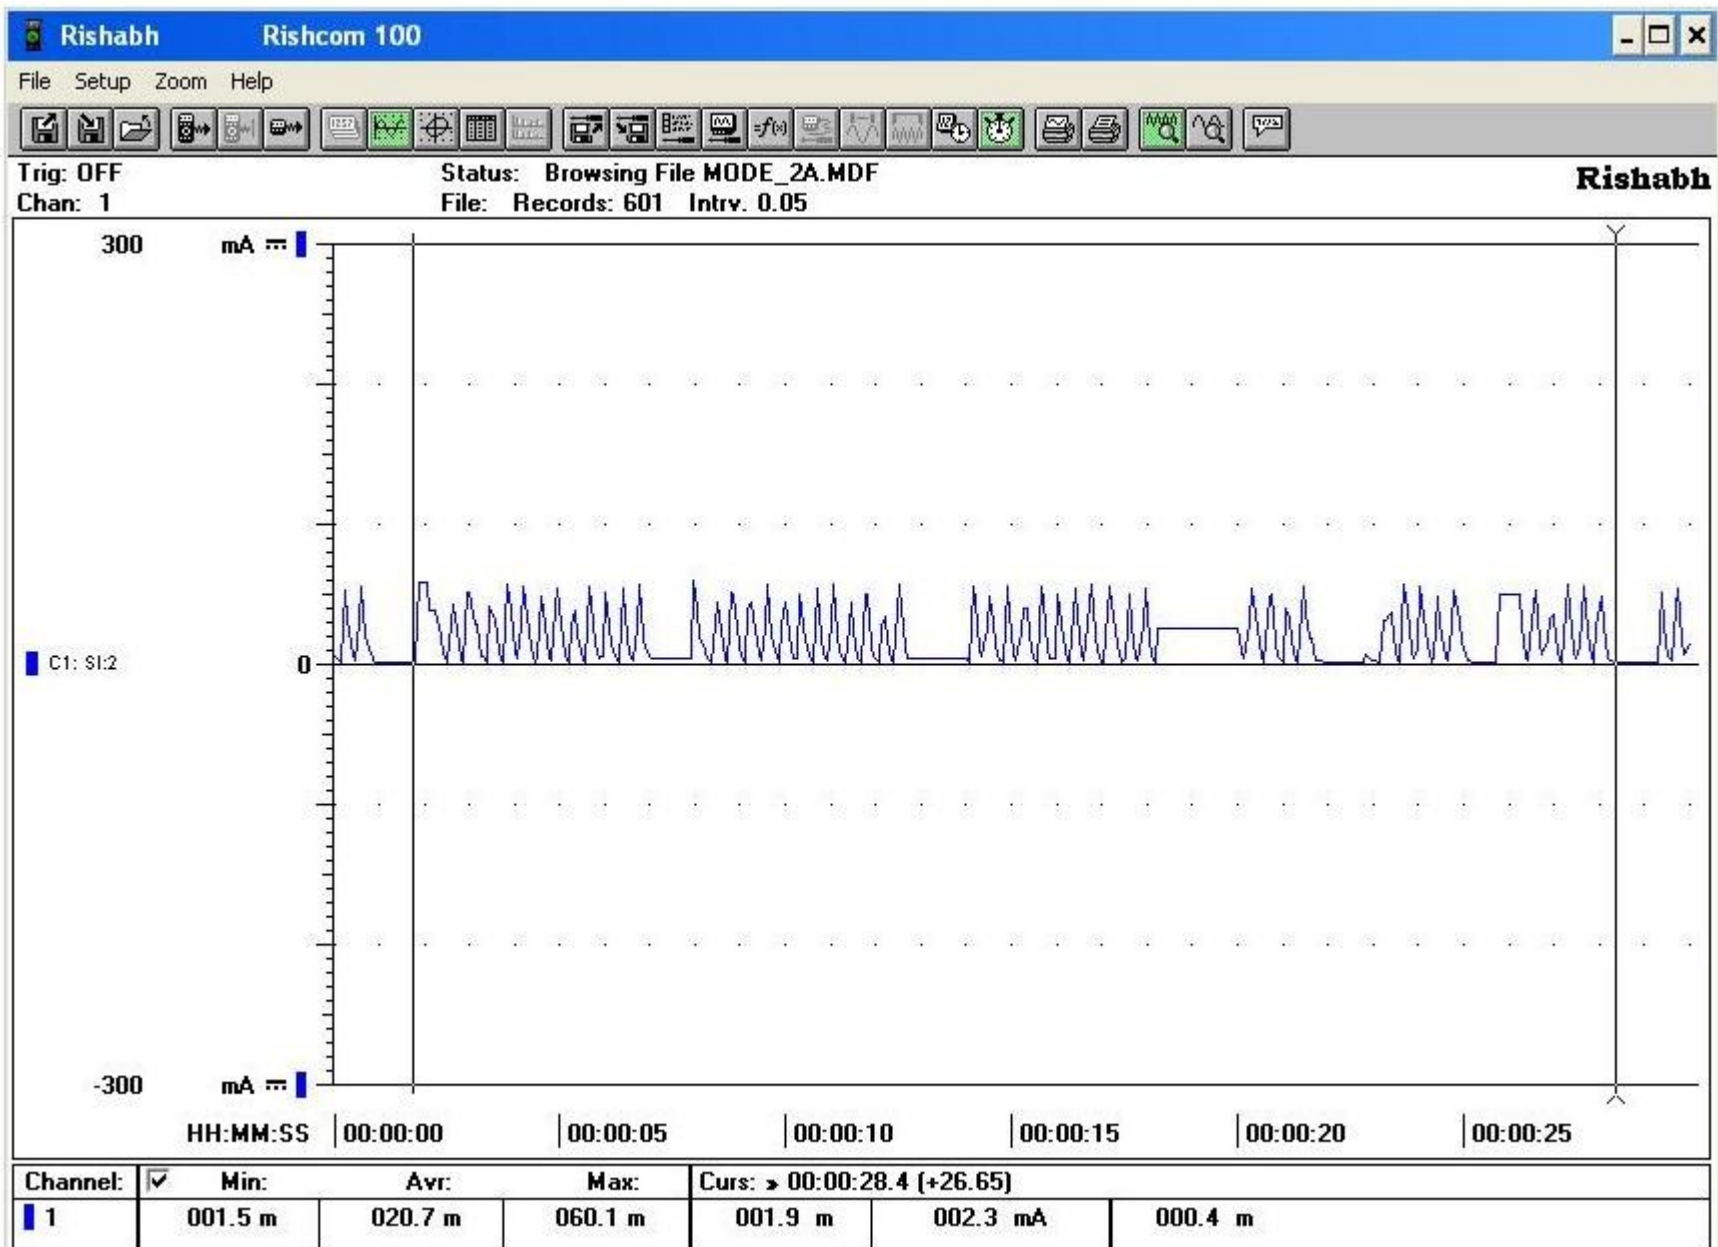 Rishabh Rishcom 100
File Setup Zoom Help
Trig: OFF Status: Browsing File MODE_2A.MDF Rishabh
Chan: 1 File: Records: 601 Intrv. 0.05
300 mA
C1: SI:2 0
-300 mA
HH:MM:SS 00:00:00 00:00:05 00:00:10 00:00:15 00:00:20 00:00:25
Channel: Min: Avr: Max: Curs: » 00:00:28.4 (+26.65)
1 001.5 m 020.7 m 060.1 m 001.9 m 002.3 mA 000.4 m